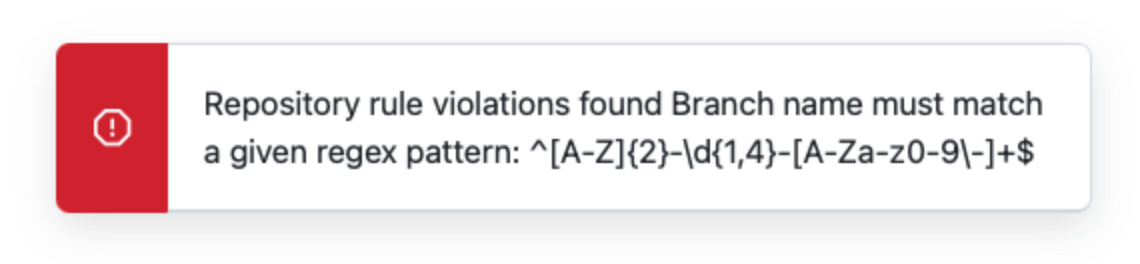 Repository rule violations found Branch name must match
a given regex pattern: ^[A-Z]{2}-\d{1,4}-[A-Za-z0-9\-]+$